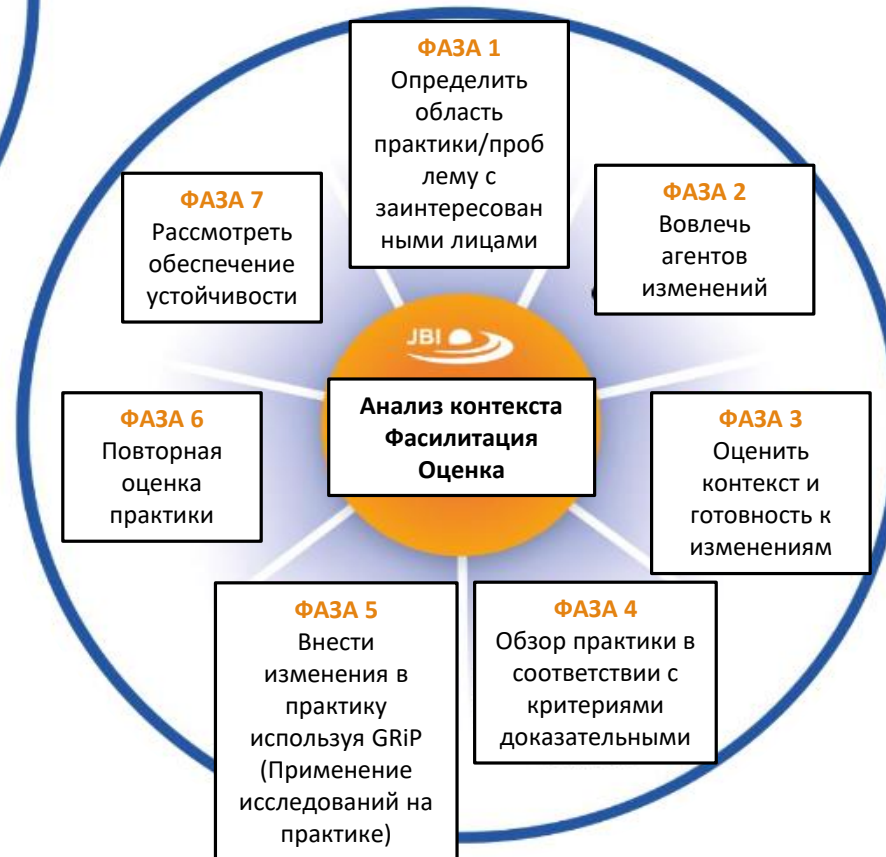 ФАЗА 1
Определить
область
практики/проб
лему с
заинтересован
ными лицами
ФАЗА 2
Вовлечь
агентов
изменений
ФАЗА 3
Оценить
контекст и
готовность к
изменениям
ФАЗА 4
Обзор практики в
соответствии с
критериями
доказательными
ФАЗА 5
Внести
изменения в
практику
используя GRiP
(Применение
исследований на
практике)
ФАЗА 6
Повторная
оценка
практики
ФАЗА 7
Рассмотреть
обеспечение
устойчивости
JBI
Анализ контекста
Фасилитация
Оценка